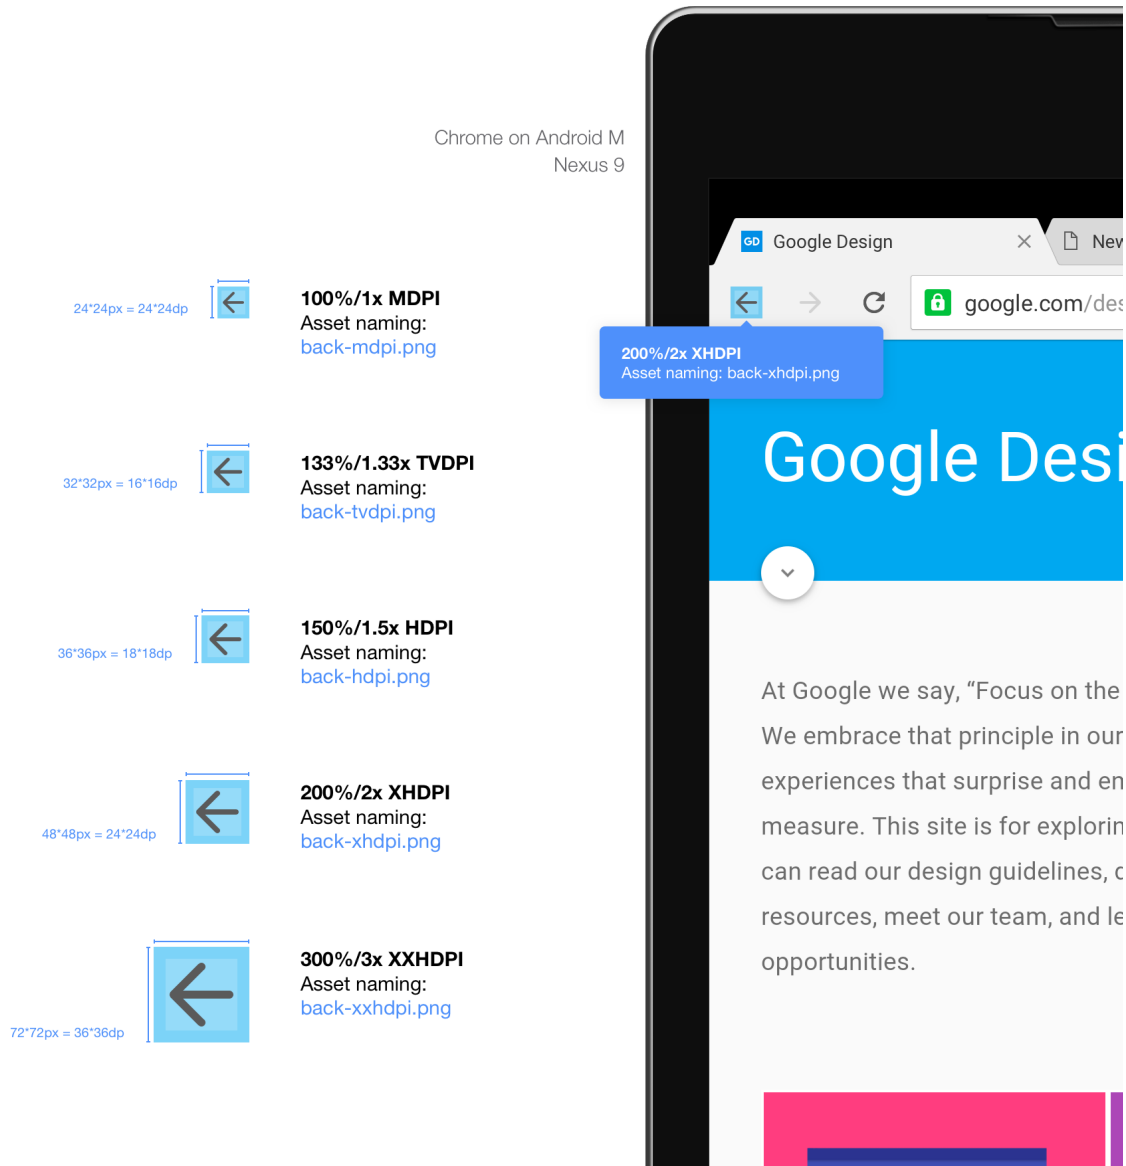 Chrome on Android M
Nexus 9
24*24px = 24*24dp
100%/1x MDPI
Asset naming:
back-mdpi.png
32*32px = 16*16dp
133%/1.33x TVDPI
Asset naming:
back-tvdpi.png
36*36px = 18*18dp
150%/1.5x HDPI
Asset naming:
back-hdpi.png
48*48px = 24*24dp
200%/2x XHDPI
Asset naming:
back-xhdpi.png
72*72px = 36*36dp
300%/3x XXHDPI
Asset naming:
back-xxhdpi.png
GD Google Design
New
google.com/des
200%/2x XHDPI
Asset naming: back-xhdpi.png
Google Desi
At Google we say, “Focus on the
We embrace that principle in our
experiences that surprise and en
measure. This site is for explorin
can read our design guidelines,
resources, meet our team, and le
opportunities.